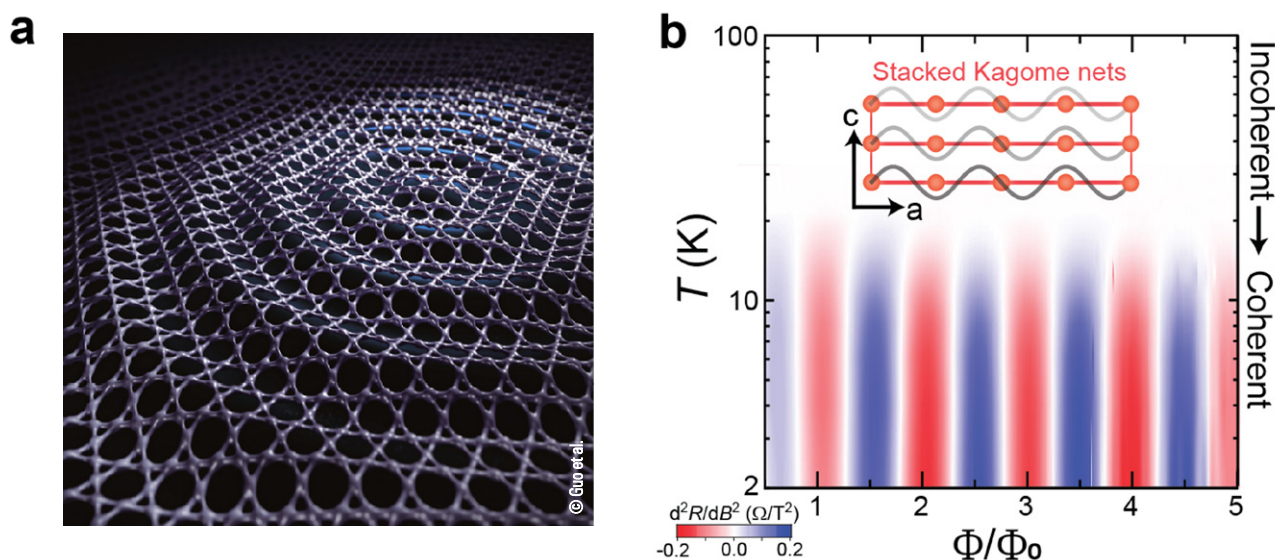 a
© Guo et al.
b
100
10
2
T (K)
Stacked Kagome nets
c
a
Incoherent → Coherent
1 2 3 4 5
Φ/Φ₀
d²R/dB² (Ω/T²)
-0.2 0.0 0.2